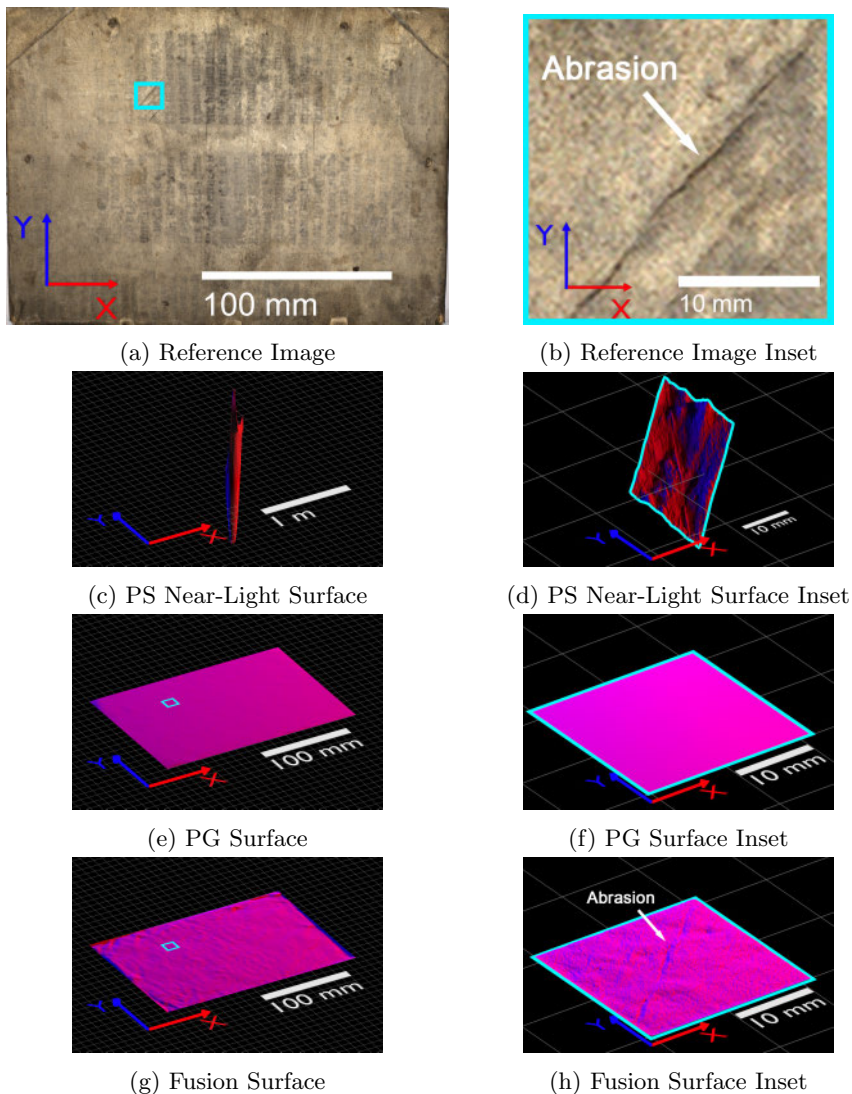 Y
X
100 mm
Abrasion
Y
X
10 mm
(a) Reference Image
(b) Reference Image Inset
Y
X
1 m
Y
X
10 mm
(c) PS Near-Light Surface
(d) PS Near-Light Surface Inset
Y
X
100 mm
Y
X
10 mm
(e) PG Surface
(f) PG Surface Inset
Y
X
100 mm
Abrasion
Y
X
10 mm
(g) Fusion Surface
(h) Fusion Surface Inset